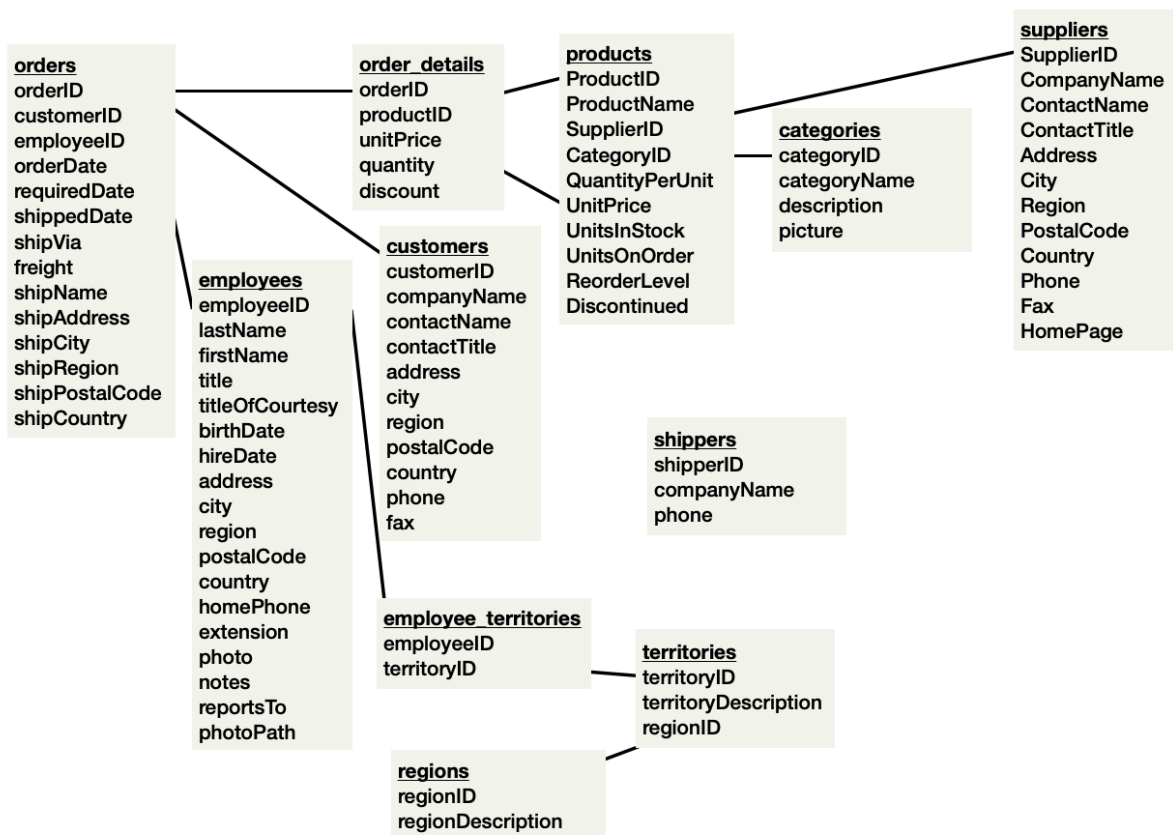 orders
orderID
customerID
employeeID
orderDate
requiredDate
shippedDate
shipVia
freight
shipName
shipAddress
shipCity
shipRegion
shipPostalCode
shipCountry
order_details
orderID
productID
unitPrice
quantity
discount
products
ProductID
ProductName
SupplierID
CategoryID
QuantityPerUnit
UnitPrice
UnitsInStock
UnitsOnOrder
ReorderLevel
Discontinued
suppliers
SupplierID
CompanyName
ContactName
ContactTitle
Address
City
Region
PostalCode
Country
Phone
Fax
HomePage
categories
categoryID
categoryName
description
picture
employees
employeeID
lastName
firstName
title
titleOfCourtesy
birthDate
hireDate
address
city
region
postalCode
country
homePhone
extension
photo
notes
reportsTo
photoPath
customers
customerID
companyName
contactName
contactTitle
address
city
region
postalCode
country
phone
fax
shippers
shipperID
companyName
phone
employee_territories
employeeID
territoryID
territories
territoryID
territoryDescription
regionID
regions
regionID
regionDescription